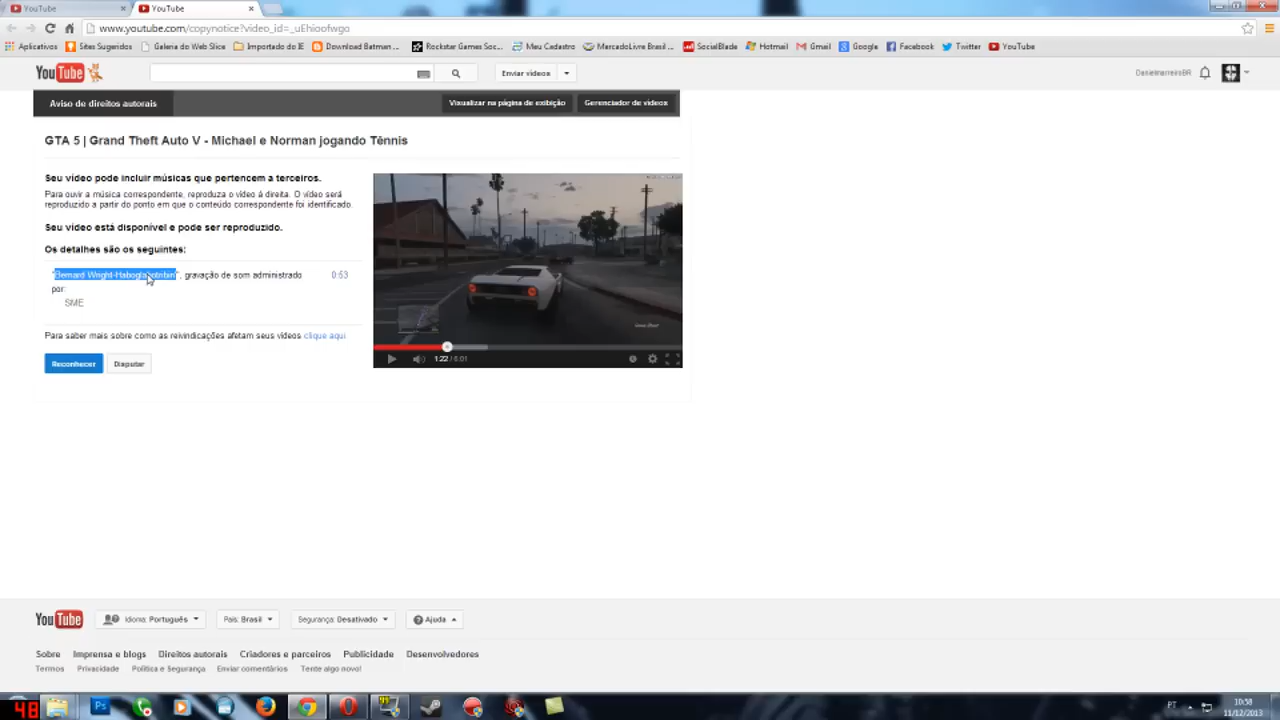 YouTube
YouTube
www.youtube.com/copynotice?video_id=_uEhioofwgo
Aplicativos
Sites Sugeridos
Galeria do Web Slice
Importado do IE
Download Batman ...
Rockstar Games Soc...
Meu Cadastro
MercadoLivre Brasil ...
SocialBlade
Hotmail
Gmail
Google
Facebook
Twitter
YouTube
YouTube
Enviar vídeos
DanielmarreiroBR
Aviso de direitos autorais
Visualizar na página de exibição
Gerenciador de vídeos
GTA 5 | Grand Theft Auto V - Michael e Norman jogando Tênnis
Seu vídeo pode incluir músicas que pertencem a terceiros.
Para ouvir a música correspondente, reproduza o vídeo à direita. O vídeo será
reproduzido a partir do ponto em que o conteúdo correspondente foi identificado.
Seu vídeo está disponível e pode ser reproduzido.
Os detalhes são os seguintes:
"Bernard Wright-Haboglabotribin", gravação de som administrado 0:53
por:
SME
Para saber mais sobre como as reivindicações afetam seus vídeos clique aqui.
Reconhecer
Disputar
1:22 / 6:01
YouTube
Idioma: Português
País: Brasil
Segurança: Desativado
Ajuda
Sobre
Imprensa e blogs
Direitos autorais
Criadores e parceiros
Publicidade
Desenvolvedores
Termos
Privacidade
Política e Segurança
Enviar comentários
Tente algo novo!
48
PT
10:58
11/12/2013